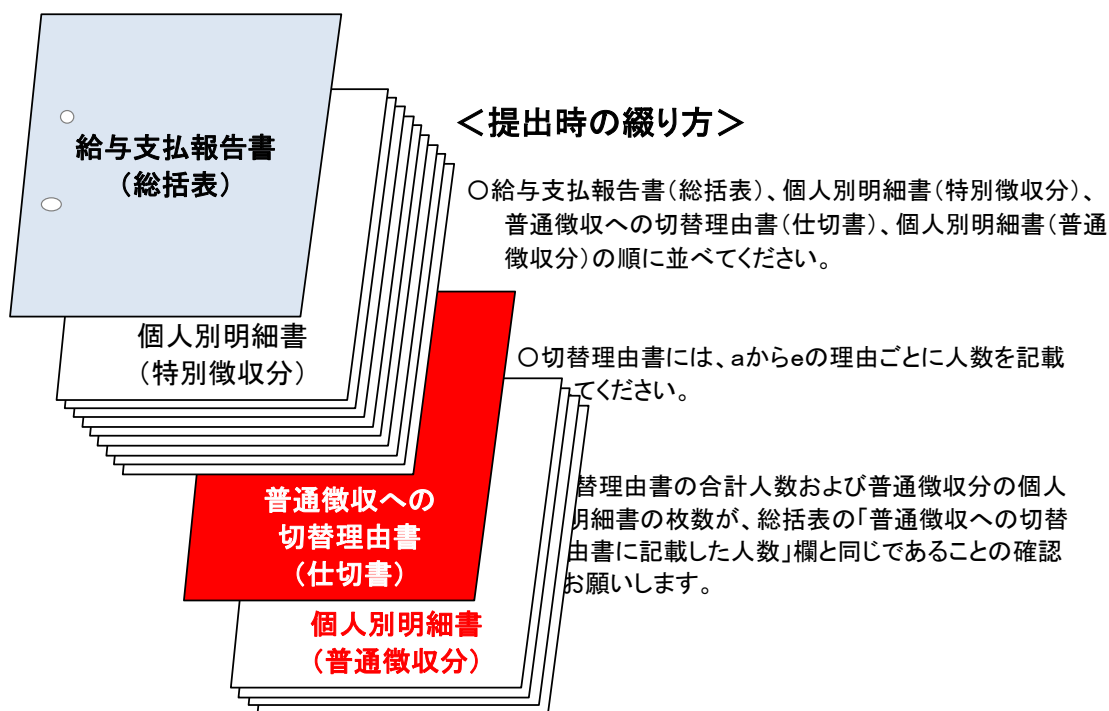 給与支払報告書
（総括表）
個人別明細書
（特別徴収分）
普通徴収への
切替理由書
（仕切書）
個人別明細書
（普通徴収分）
＜提出時の綴り方＞
○給与支払報告書（総括表）、個人別明細書（特別徴収分）、
普通徴収への切替理由書（仕切書）、個人別明細書（普通
徴収分）の順に並べてください。
○切替理由書には、aからeの理由ごとに人数を記載
てください。
替理由書の合計人数および普通徴収分の個人
明細書の枚数が、総括表の「普通徴収への切替
由書に記載した人数」欄と同じであることの確認
お願いします。